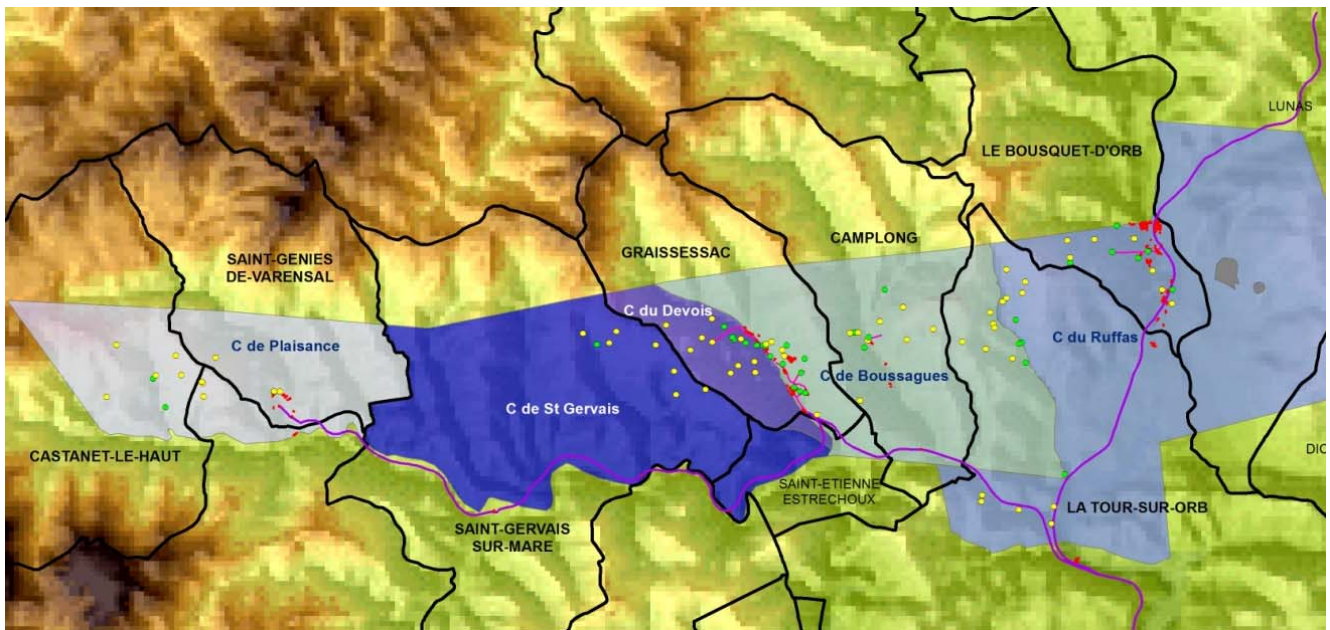 LUNAS
LE BOUSQUET-D'ORB
GRAISSESSAC
CAMPLONG
SAINT-GENIES
DE-VARENSAL
C du Devois
C de Plaisance
C du Ruffas
C de Boussagues
C de St Gervais
CASTANET-LE-HAUT
DIO
SAINT-ETIENNE
ESTRECHOUX
LA TOUR-SUR-ORB
SAINT-GERVAIS
SUR-MARE